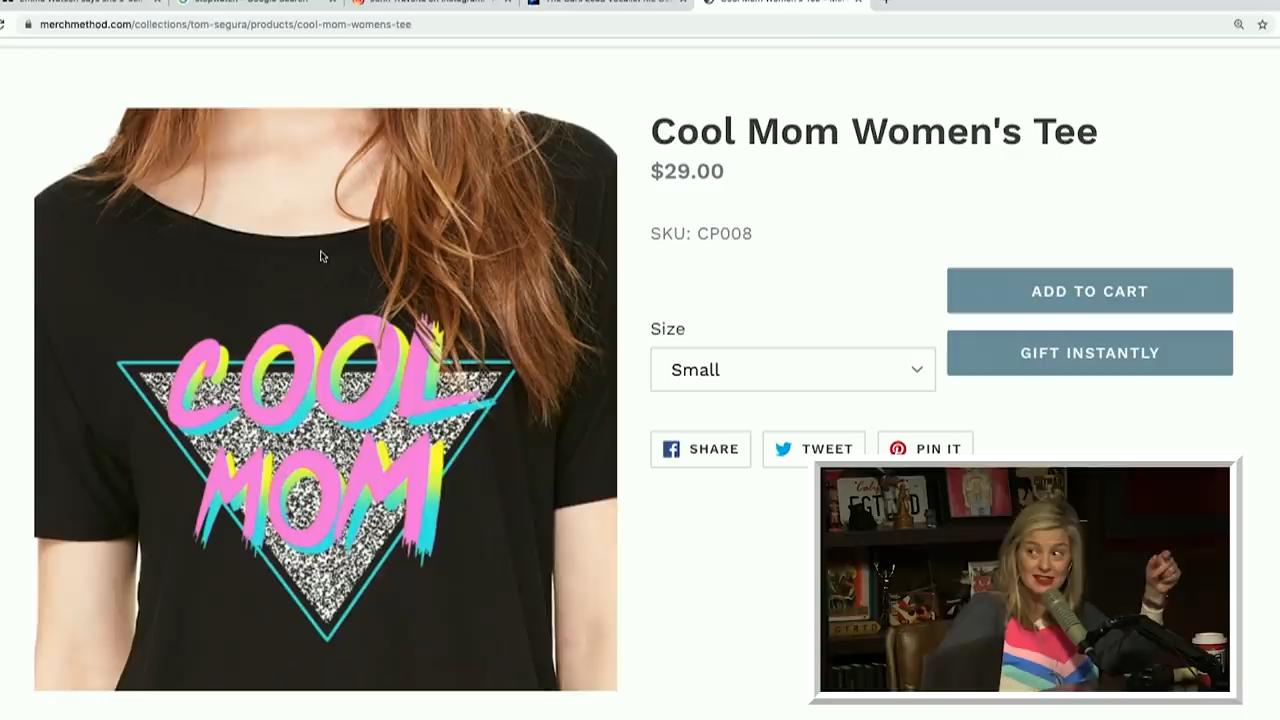 merchmethod.com/collections/tom-segura/products/cool-mom-womens-tee
Cool Mom Women's Tee
$29.00
SKU: CP008
ADD TO CART
Size
GIFT INSTANTLY
Small
SHARE
TWEET
PIN IT
COOL
MOM